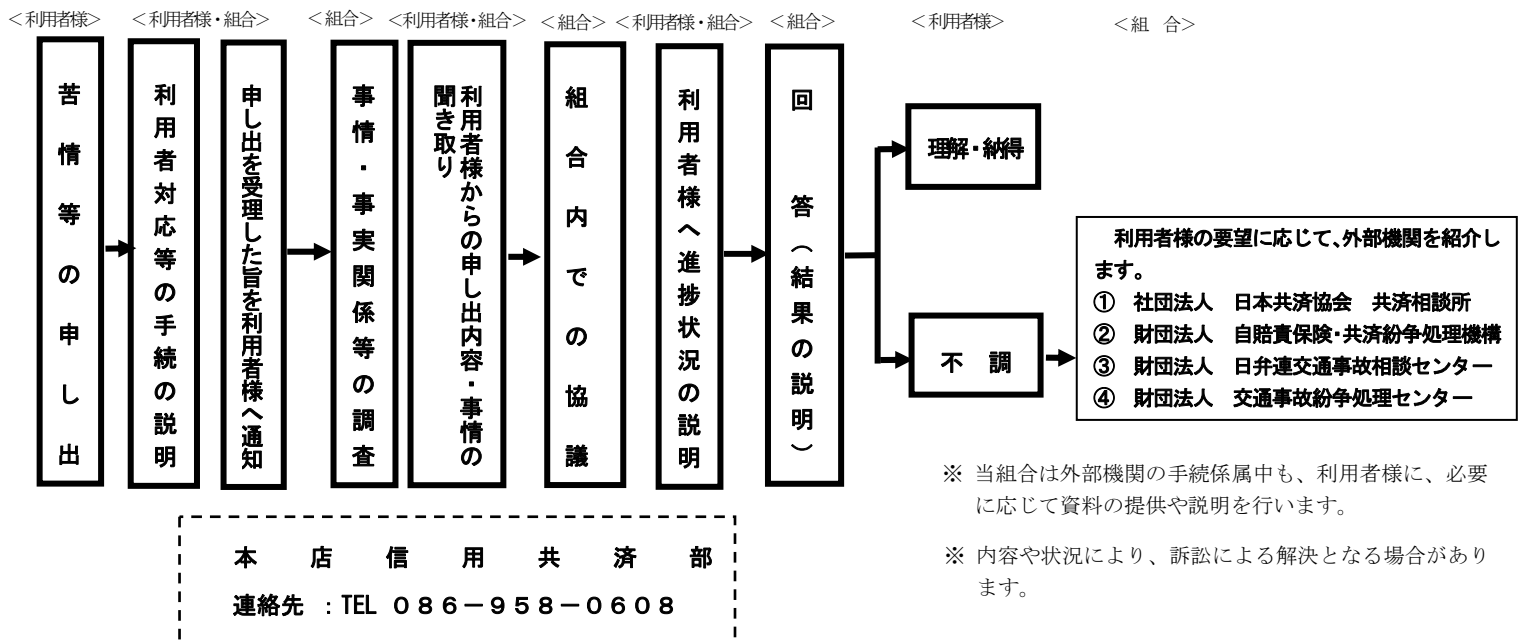 ＜利用者様＞
＜利用者様・組合＞
＜組合＞
＜利用者様・組合＞
＜組合＞
＜利用者様・組合＞
＜組合＞
＜利用者様＞
＜組　合＞
苦情等の申し出
利用者対応等の手続の説明
申し出を受理した旨を利用者様へ通知
事情・事実関係等の調査
利用者様からの申し出内容・事情の
聞き取り
組合内での協議
利用者様へ進捗状況の説明
回　答（結果の説明）
理解・納得
不　調
利用者様の要望に応じて、外部機関を紹介し
ます。
①　社団法人　日本共済協会　共済相談所
②　財団法人　自賠責保険・共済紛争処理機構
③　財団法人　日弁連交通事故相談センター
④　財団法人　交通事故紛争処理センター
※ 当組合は外部機関の手続係属中も、利用者様に、必要
に応じて資料の提供や説明を行います。
※ 内容や状況により、訴訟による解決となる場合があり
ます。
本　店　信　用　共　済　部
連絡先 ：TEL ０８６－９５８－０６０８